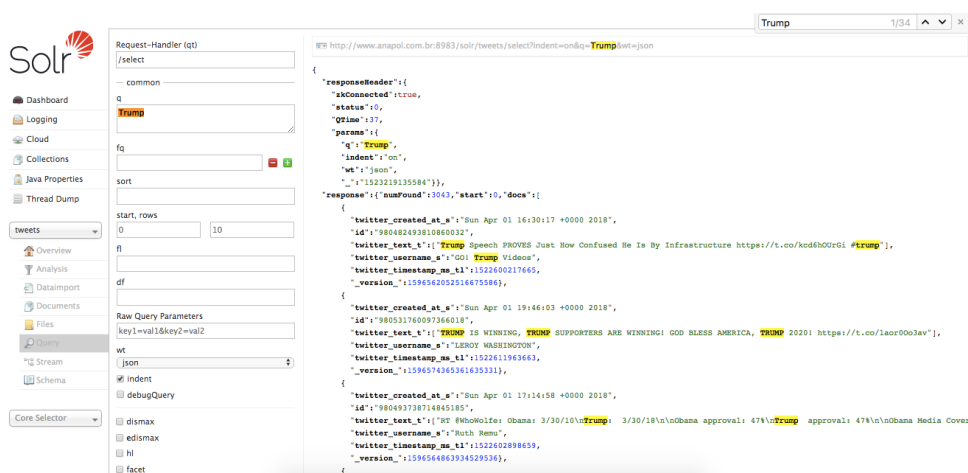 Trump 1/34
Solr
Dashboard
Logging
Cloud
Collections
Java Properties
Thread Dump
tweets
Overview
Analysis
Dataimport
Documents
Files
Query
Stream
Schema
Core Selector
Request-Handler (qt)
/select
common
q
Trump
fq
sort
start, rows
0 10
fl
df
Raw Query Parameters
key1=val1&key2=val2
wt
json
indent
debugQuery
dismax
edismax
hl
facet
http://www.anapol.com.br:8983/solr/tweets/select?indent=on&q=Trump&wt=json
{
"responseHeader":{
"zkConnected":true,
"status":0,
"QTime":37,
"params":{
"q":"Trump",
"indent":"on",
"wt":"json",
"_":"1523219135584"}},
"response":{"numFound":3043,"start":0,"docs":[
{
"twitter_created_at_s":"Sun Apr 01 16:30:17 +0000 2018",
"id":"980482493810860032",
"twitter_text_t":["Trump Speech PROVES Just How Confused He Is By Infrastructure https://t.co/kcd6hOUrGi #trump"],
"twitter_username_s":"GO! Trump Videos",
"twitter_timestamp_ms_tl":1522600217665,
"_version_":1596562052516675586},
{
"twitter_created_at_s":"Sun Apr 01 19:46:03 +0000 2018",
"id":"980531760097366018",
"twitter_text_t":["TRUMP IS WINNING, TRUMP SUPPORTERS ARE WINNING! GOD BLESS AMERICA, TRUMP 2020! https://t.co/1aor0Oo3av"],
"twitter_username_s":"LEROY WASHINGTON",
"twitter_timestamp_ms_tl":1522611963663,
"_version_":1596574365361635331},
{
"twitter_created_at_s":"Sun Apr 01 17:14:58 +0000 2018",
"id":"980493738714845185",
"twitter_text_t":["RT @WhoWolfe: Obama: 3/30/10\nTrump: 3/30/18\n\nObama approval: 47%\nTrump approval: 47%\n\nObama Media Cover
"twitter_username_s":"Ruth Remu",
"twitter_timestamp_ms_tl":1522602898659,
"_version_":1596564863934529536},
{